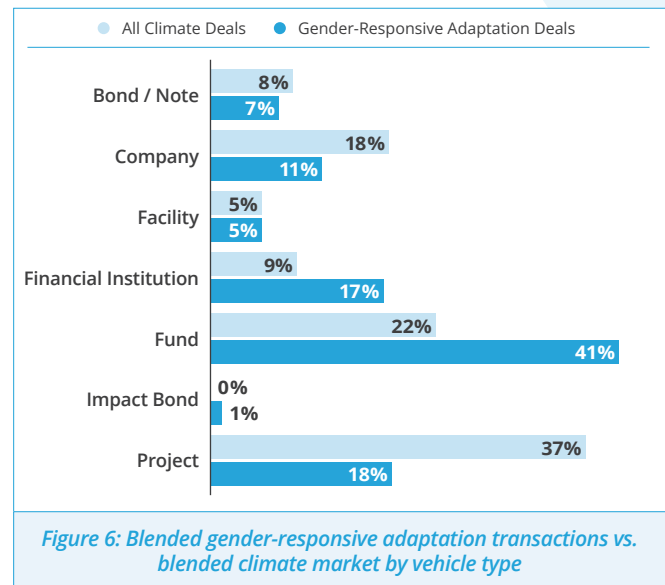 All Climate Deals Gender-Responsive Adaptation Deals
Bond / Note
8%
7%
Company
18%
11%
Facility
5%
5%
Financial Institution
9%
17%
Fund
22%
41%
Impact Bond
0%
1%
Project
37%
18%
Figure 6: Blended gender-responsive adaptation transactions vs.
blended climate market by vehicle type